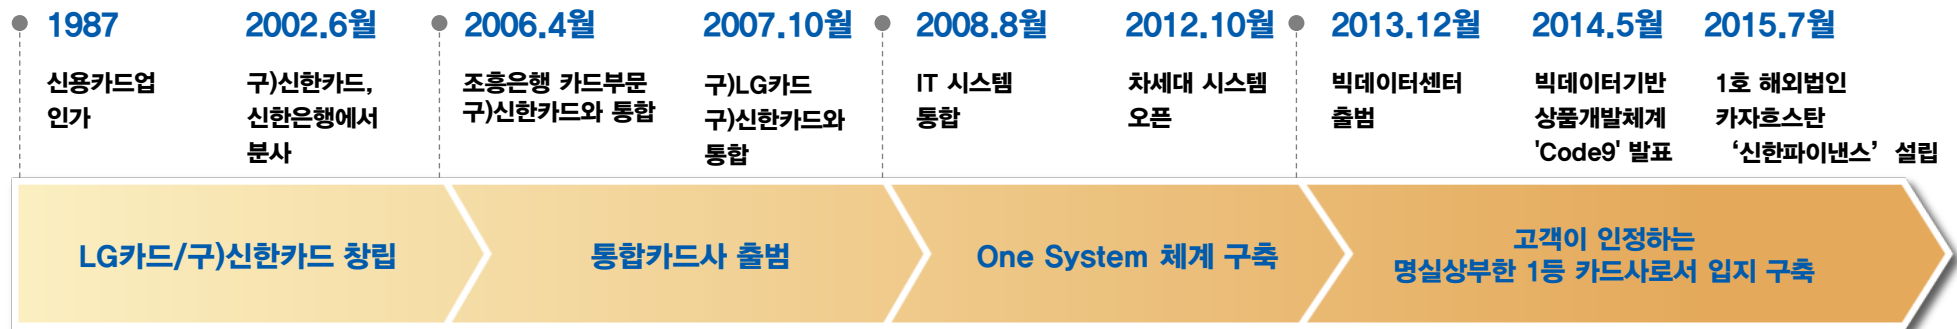 1987
신용카드업
인가
2002.6월
구)신한카드,
신한은행에서
분사
2006.4월
조흥은행 카드부문
구)신한카드와 통합
2007.10월
구)LG카드
구)신한카드와
통합
2008.8월
IT 시스템
통합
2012.10월
차세대 시스템
오픈
2013.12월
빅데이터센터
출범
2014.5월
빅데이터기반
상품개발체계
'Code9' 발표
2015.7월
1호 해외법인
카자흐스탄
‘신한파이낸스’ 설립
LG카드/구)신한카드 창립
통합카드사 출범
One System 체계 구축
고객이 인정하는
명실상부한 1등 카드사로서 입지 구축